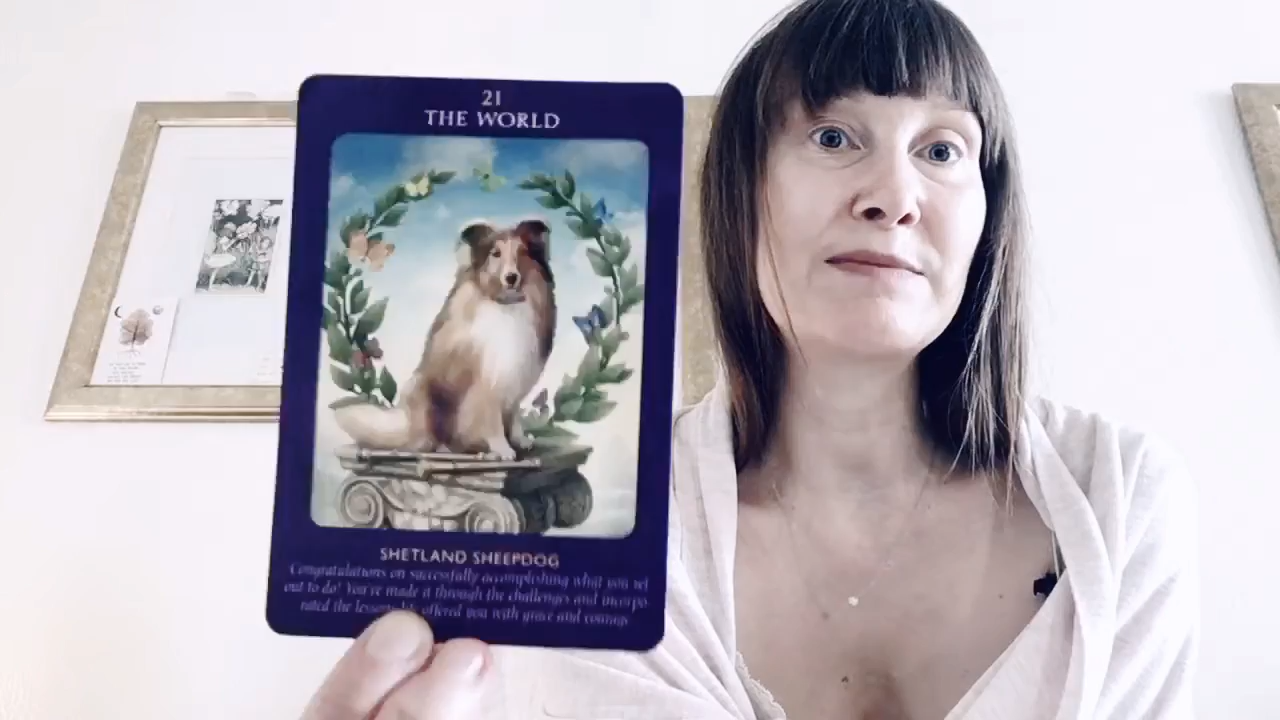 21
THE WORLD
SHETLAND SHEEPDOG
Congratulations on successfully accomplishing what you set
out to do! You've made it through the challenges and incorpo-
rated the lessons life offered you with grace and courage.